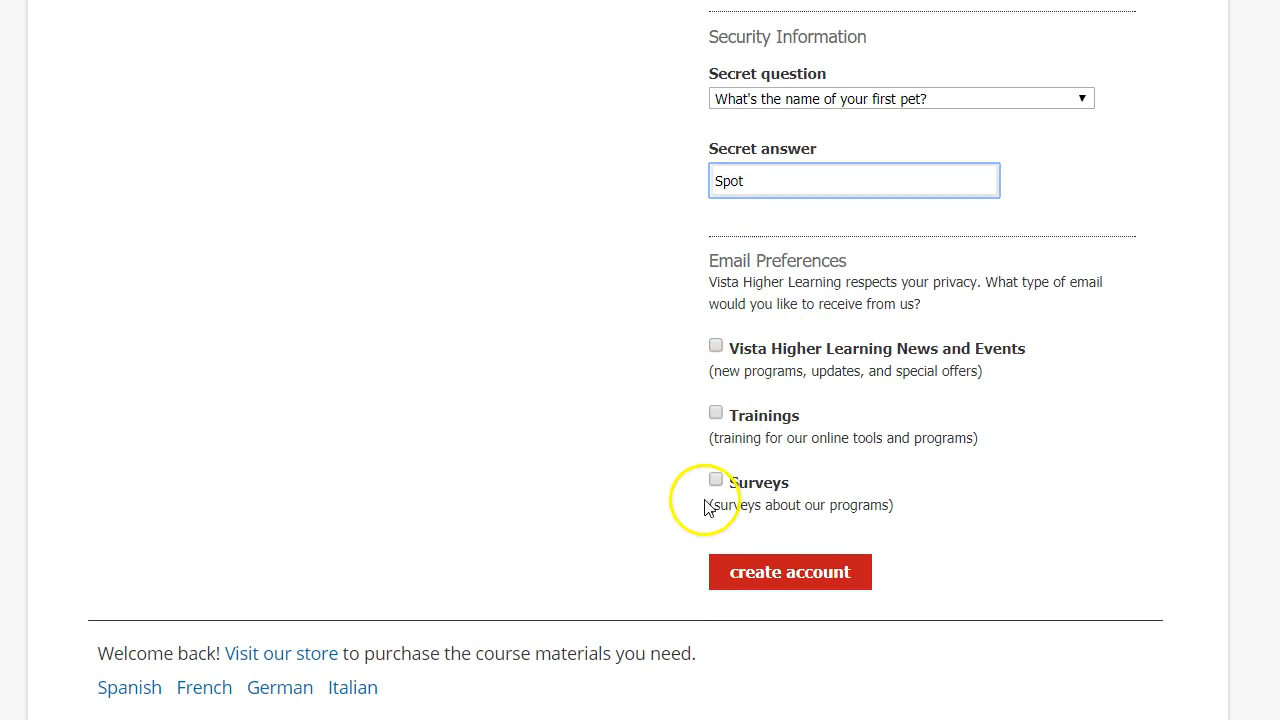 Security Information
Secret question
What's the name of your first pet?
Secret answer
Spot
Email Preferences
Vista Higher Learning respects your privacy. What type of email
would you like to receive from us?
Vista Higher Learning News and Events
(new programs, updates, and special offers)
Trainings
(training for our online tools and programs)
Surveys
(surveys about our programs)
create account
Welcome back! Visit our store to purchase the course materials you need.
Spanish French German Italian